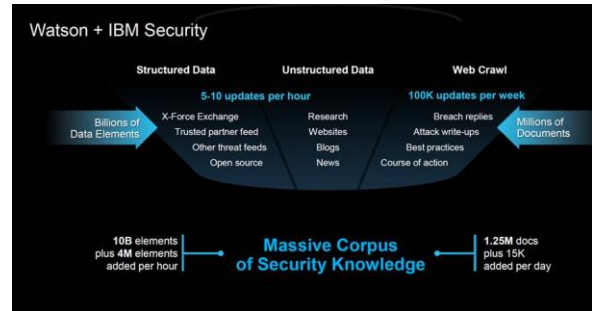 Watson + IBM Security
Structured Data
Unstructured Data
Web Crawl
5-10 updates per hour
100K updates per week
Billions of
Data Elements
X-Force Exchange
Trusted partner feed
Other threat feeds
Open source
Research
Websites
Blogs
News
Breach replies
Attack write-ups
Best practices
Course of action
Millions of
Documents
10B elements
plus 4M elements
added per hour
Massive Corpus
of Security Knowledge
1.25M docs
plus 15K
added per day